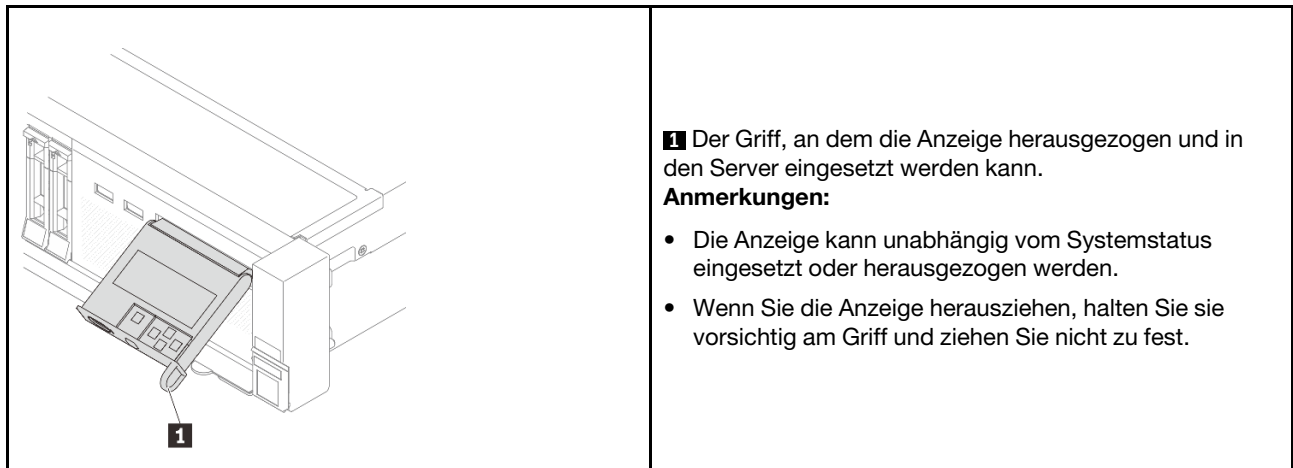 1 Der Griff, an dem die Anzeige herausgezogen und in
den Server eingesetzt werden kann.
Anmerkungen:
• Die Anzeige kann unabhängig vom Systemstatus
eingesetzt oder herausgezogen werden.
• Wenn Sie die Anzeige herausziehen, halten Sie sie
vorsichtig am Griff und ziehen Sie nicht zu fest.
1